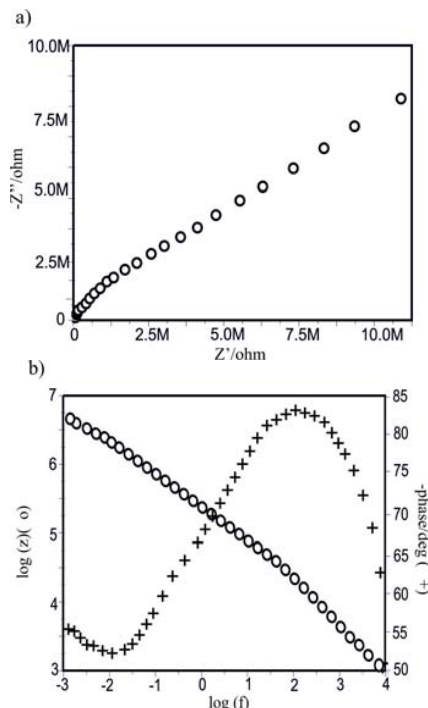 a)
10.0M
7.5M
5.0M
2.5M
0
-Z''/ohm
0 2.5M 5.0M 7.5M 10.0M
Z'/ohm
b)
7
6
5
4
3
log (z)( o)
85
83
75
70
65
60
55
50
-phase/deg ( +)
-3 -2 -1 0 1 2 3 4
log (f)